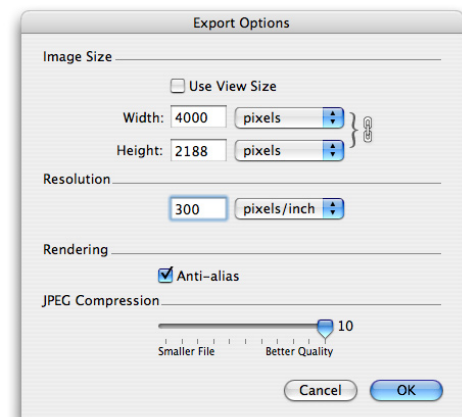 Export Options
Image Size
Use View Size
Width: 4000 pixels
Height: 2188 pixels
Resolution
300 pixels/inch
Rendering
Anti-alias
JPEG Compression
10
Smaller File Better Quality
Cancel OK